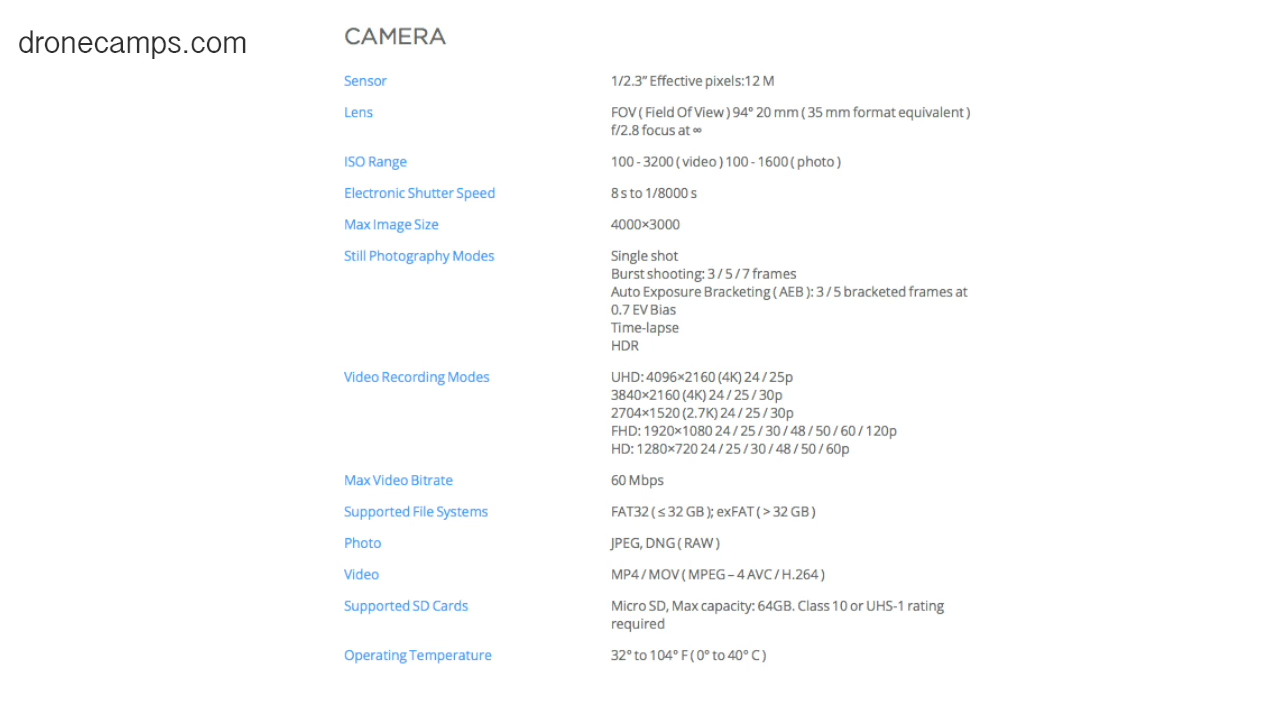 dronecamps.com
CAMERA
Sensor 1/2.3" Effective pixels:12 M
Lens FOV ( Field Of View ) 94° 20 mm ( 35 mm format equivalent )
f/2.8 focus at ∞
ISO Range 100 - 3200 ( video ) 100 - 1600 ( photo )
Electronic Shutter Speed 8 s to 1/8000 s
Max Image Size 4000×3000
Still Photography Modes Single shot
Burst shooting: 3 / 5 / 7 frames
Auto Exposure Bracketing ( AEB ): 3 / 5 bracketed frames at
0.7 EV Bias
Time-lapse
HDR
Video Recording Modes UHD: 4096×2160 (4K) 24 / 25p
3840×2160 (4K) 24 / 25 / 30p
2704×1520 (2.7K) 24 / 25 / 30p
FHD: 1920×1080 24 / 25 / 30 / 48 / 50 / 60 / 120p
HD: 1280×720 24 / 25 / 30 / 48 / 50 / 60p
Max Video Bitrate 60 Mbps
Supported File Systems FAT32 ( ≤ 32 GB ); exFAT ( > 32 GB )
Photo JPEG, DNG ( RAW )
Video MP4 / MOV ( MPEG – 4 AVC / H.264 )
Supported SD Cards Micro SD, Max capacity: 64GB. Class 10 or UHS-1 rating
required
Operating Temperature 32° to 104° F ( 0° to 40° C )